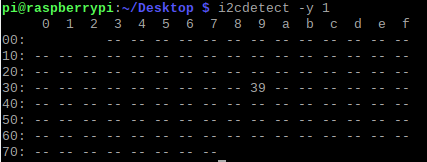 pi@raspberrypi:~/Desktop $ i2cdetect -y 1
     0  1  2  3  4  5  6  7  8  9  a  b  c  d  e  f
00:          -- -- -- -- -- -- -- -- -- -- -- -- --
10: -- -- -- -- -- -- -- -- -- -- -- -- -- -- -- --
20: -- -- -- -- -- -- -- -- -- -- -- -- -- -- -- --
30: -- -- -- -- -- -- -- -- -- 39 -- -- -- -- -- --
40: -- -- -- -- -- -- -- -- -- -- -- -- -- -- -- --
50: -- -- -- -- -- -- -- -- -- -- -- -- -- -- -- --
60: -- -- -- -- -- -- -- -- -- -- -- -- -- -- -- --
70: -- -- -- -- -- -- -- --